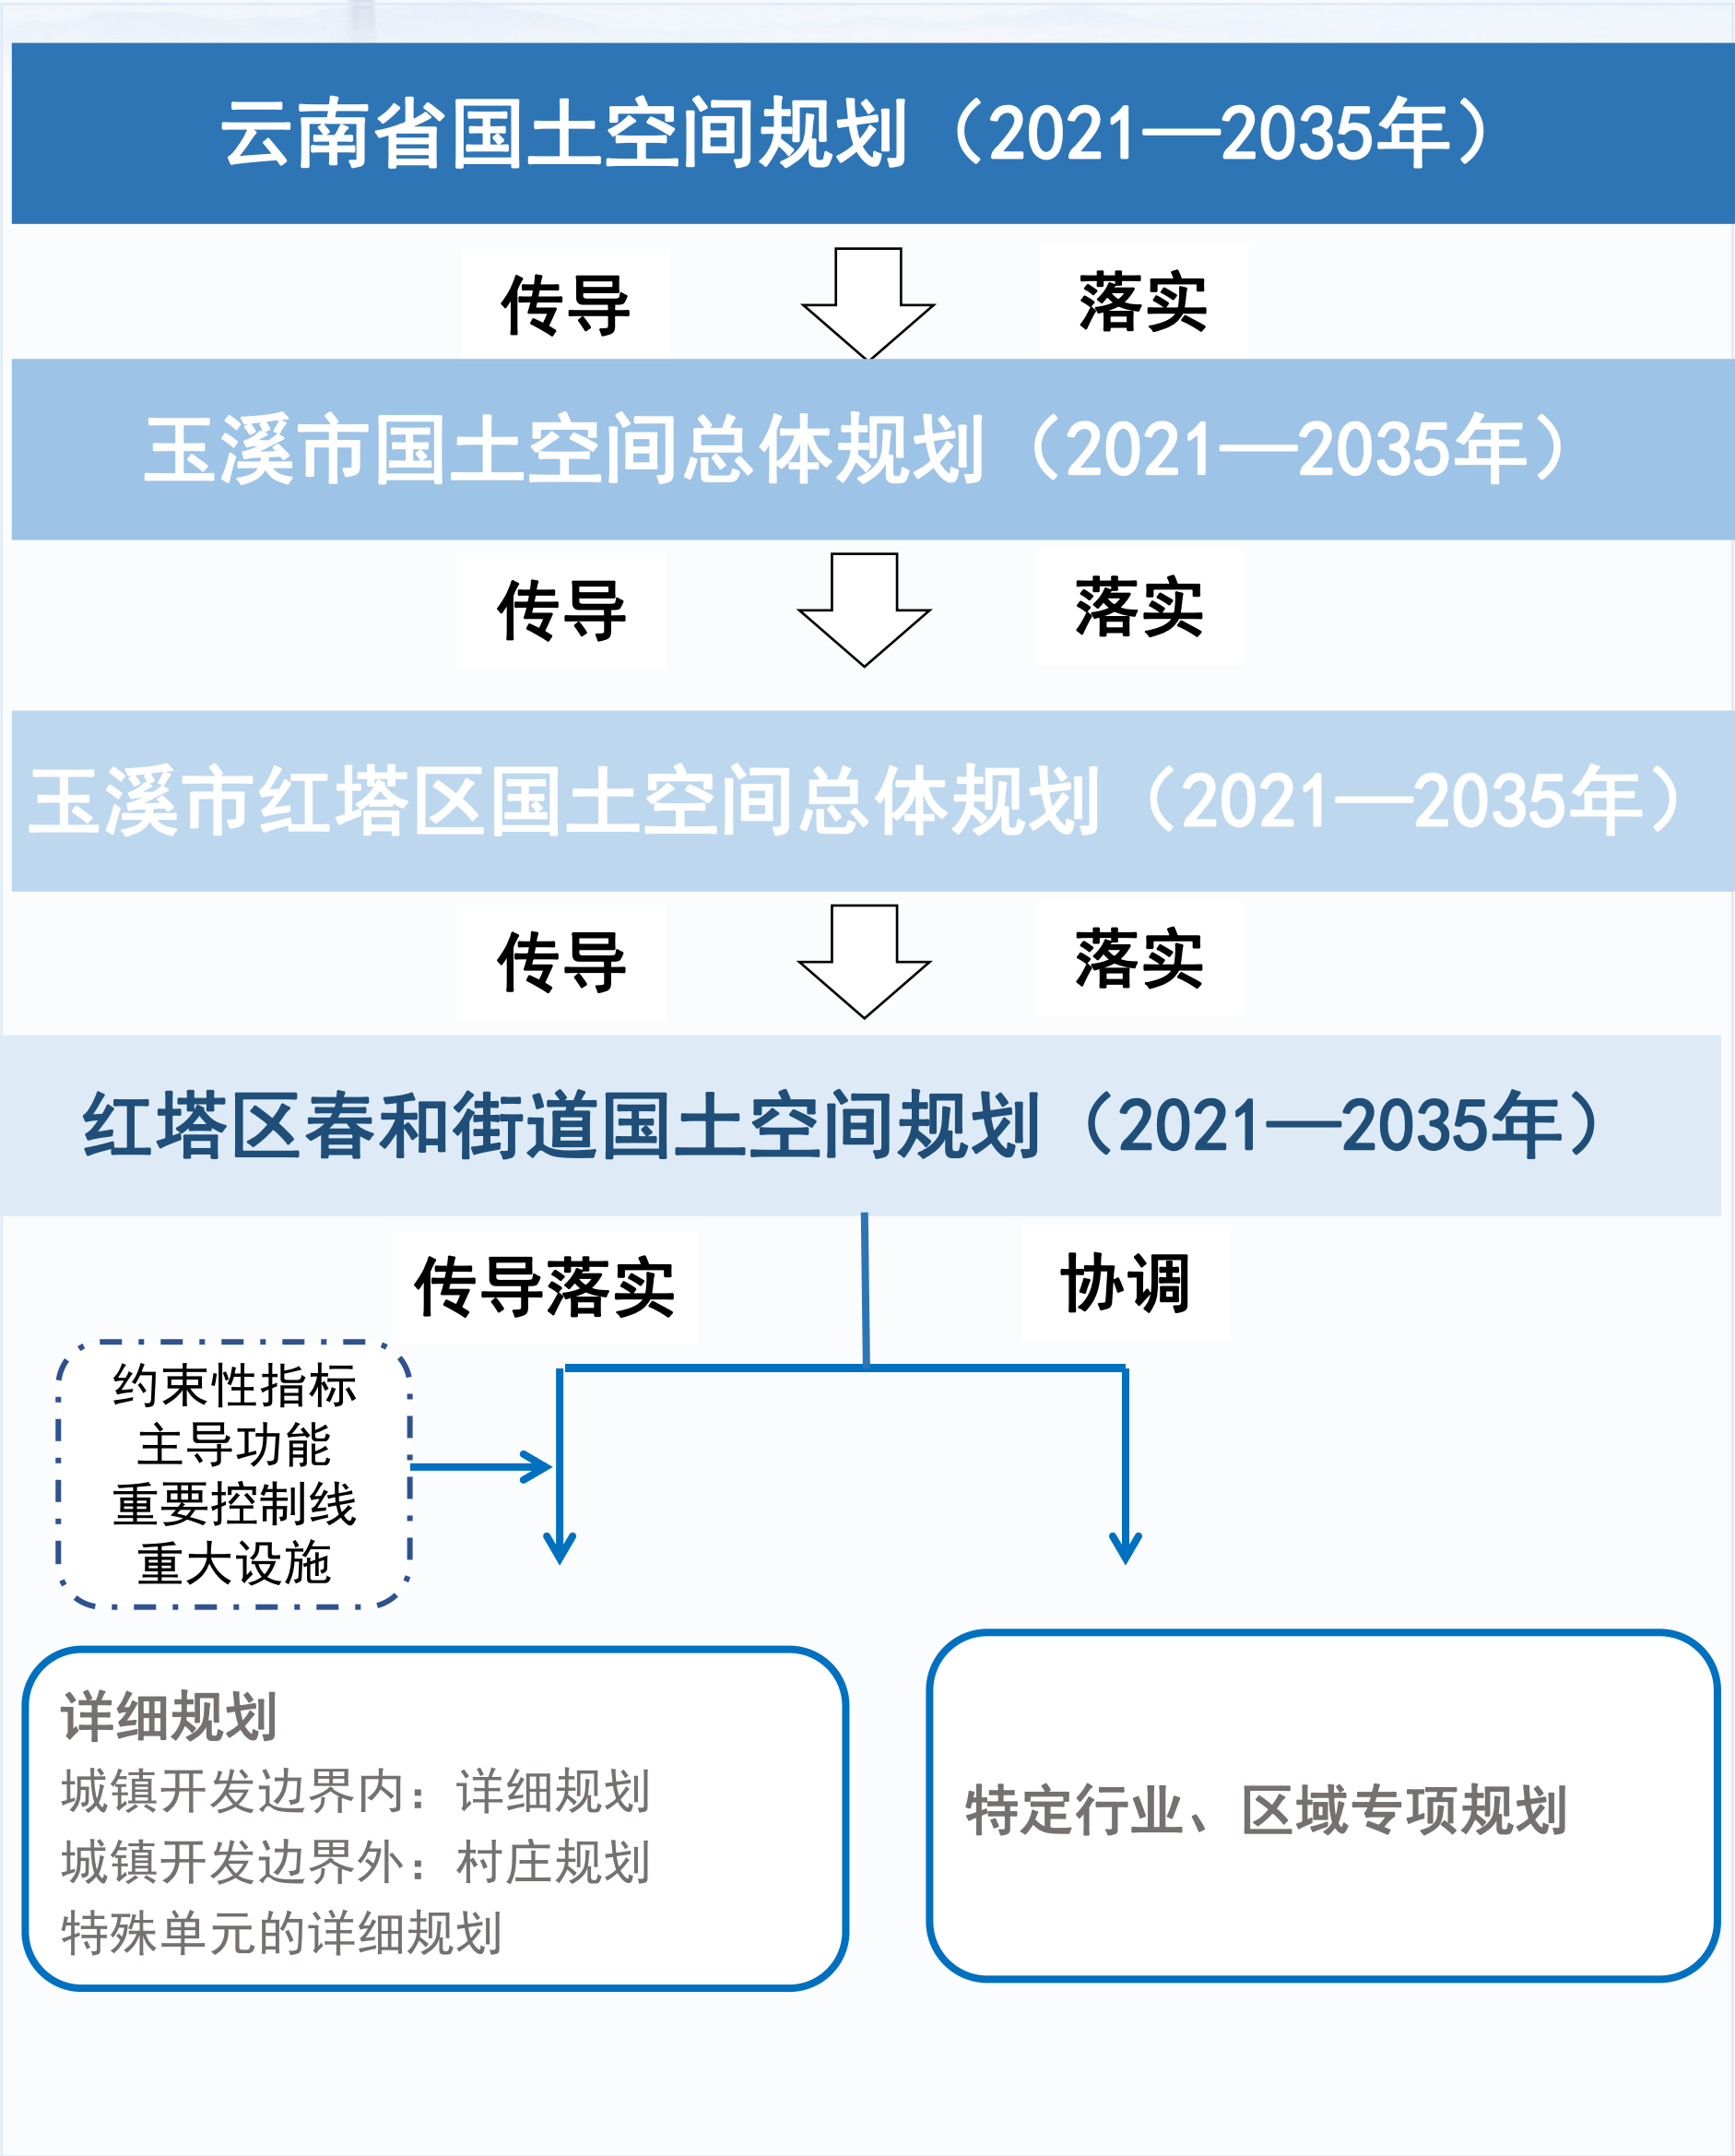 云南省国土空间规划（2021—2035年）
传导
落实
玉溪市国土空间总体规划（2021—2035年）
传导
落实
玉溪市红塔区国土空间总体规划（2021—2035年）
传导
落实
红塔区春和街道国土空间规划（2021—2035年）
传导落实
协调
约束性指标
主导功能
重要控制线
重大设施
详细规划
城镇开发边界内：详细规划
城镇开发边界外：村庄规划
特殊单元的详细规划
特定行业、区域专项规划